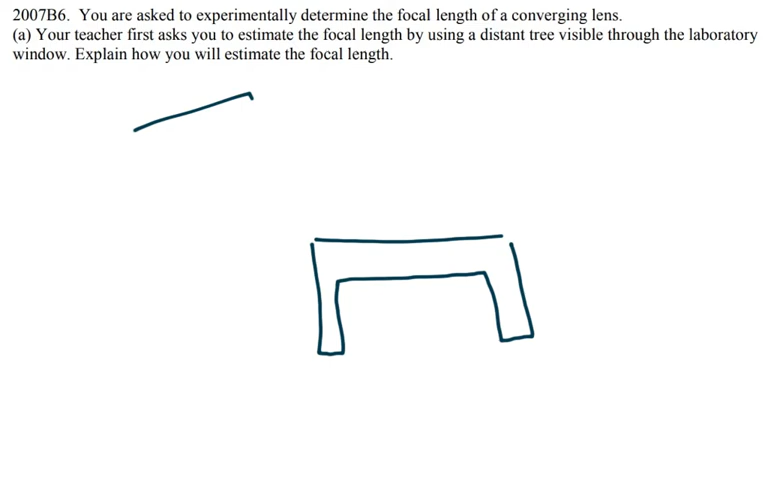 2007B6. You are asked to experimentally determine the focal length of a converging lens.
(a) Your teacher first asks you to estimate the focal length by using a distant tree visible through the laboratory
window. Explain how you will estimate the focal length.